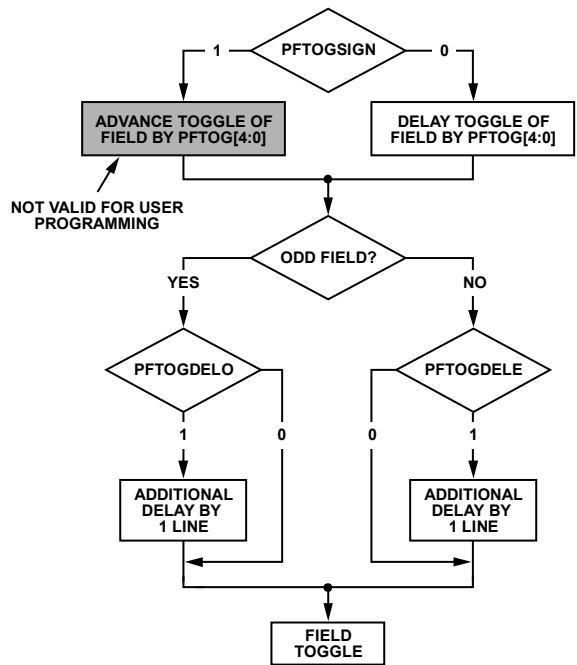 PFTOGSIGN
1
0
ADVANCE TOGGLE OF
FIELD BY PFTOG[4:0]
DELAY TOGGLE OF
FIELD BY PFTOG[4:0]
NOT VALID FOR USER
PROGRAMMING
ODD FIELD?
YES
NO
PFTOGDELO
PFTOGDELE
1
0
0
1
ADDITIONAL
DELAY BY
1 LINE
ADDITIONAL
DELAY BY
1 LINE
FIELD
TOGGLE